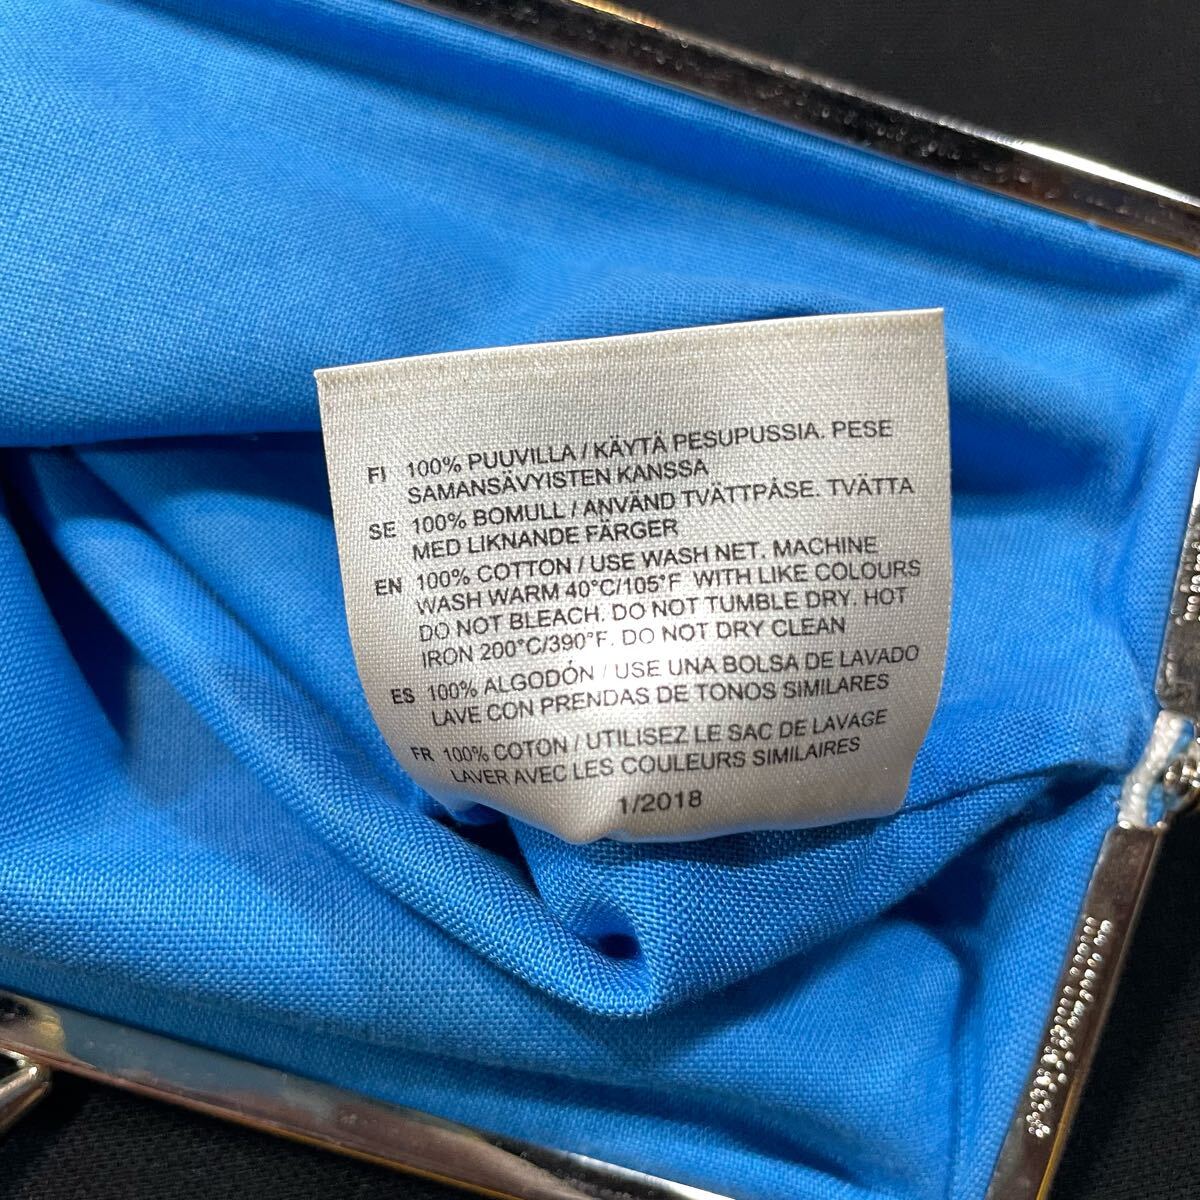 FI 100% PUUVILLA / KÄYTÄ PESUPUSSIA. PESE
SAMANSÄVYISTEN KANSSA
SE 100% BOMULL / ANVÄND TVÄTTPÅSE. TVÄTTA
MED LIKNANDE FÄRGER
EN 100% COTTON / USE WASH NET. MACHINE
WASH WARM 40°C/105°F WITH LIKE COLOURS
DO NOT BLEACH. DO NOT TUMBLE DRY. HOT
IRON 200°C/390°F. DO NOT DRY CLEAN
ES 100% ALGODÓN / USE UNA BOLSA DE LAVADO
LAVE CON PRENDAS DE TONOS SIMILARES
FR 100% COTON / UTILISEZ LE SAC DE LAVAGE
LAVER AVEC LES COULEURS SIMILAIRES
1/2018